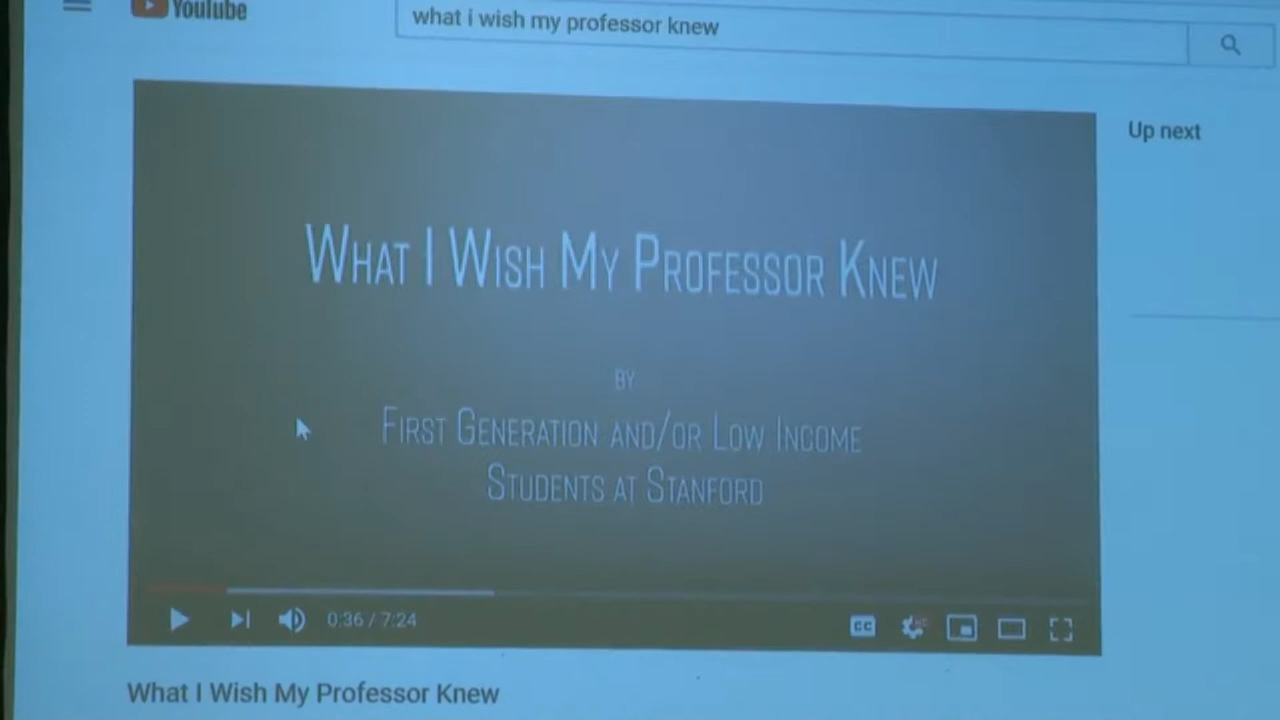 YouTube
what i wish my professor knew
Up next
What I Wish My Professor Knew
by
First Generation and/or Low Income
Students at Stanford
0:36 / 7:24
CC
What I Wish My Professor Knew